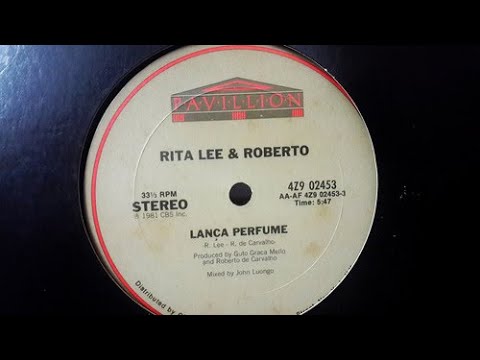 PAVILLION
RITA LEE & ROBERTO
33⅓ RPM
STEREO
℗ 1981 CBS Inc.
4Z9 02453
AA-AF 4Z9 02453-3
Time: 5:47
LANÇA PERFUME
R. Lee - R. de Carvalho
Produced by Guto Graca Mello
and Roberto de Carvalho
Mixed by John Luongo
Distributed by